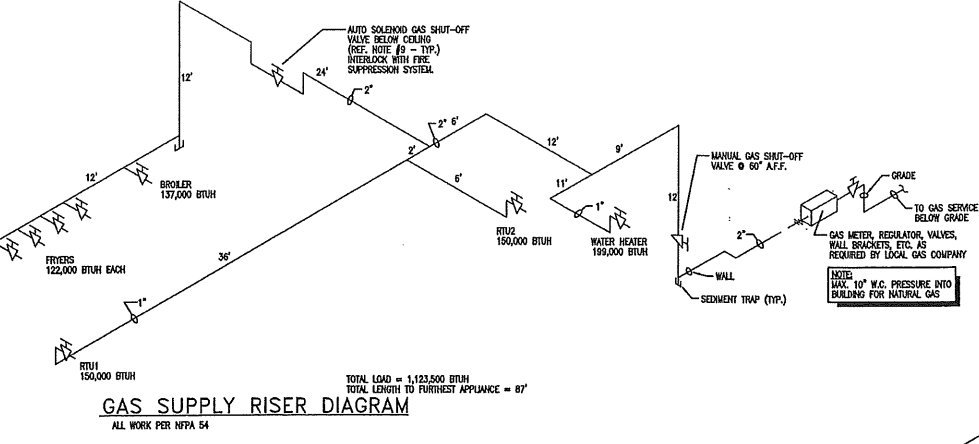 AUTO SOLENOID GAS SHUT-OFF
VALVE BELOW CEILING
(REF. NOTE #9 - TYP.)
INTERLOCK WITH FIRE
SUPPRESSION SYSTEM.
12'
24'
2"
2"
6'
2'
12'
9'
MANUAL GAS SHUT-OFF
VALVE @ 60" A.F.F.
GRADE
12'
BROILER
137,000 BTUH
6'
11'
1"
12'
TO GAS SERVICE
BELOW GRADE
RTU2
150,000 BTUH
WATER HEATER
199,000 BTUH
2"
GAS METER, REGULATOR, VALVES,
WALL BRACKETS, ETC. AS
REQUIRED BY LOCAL GAS COMPANY
FRYERS
122,000 BTUH EACH
36'
WALL
NOTE:
MAX. 10" W.C. PRESSURE INTO
BUILDING FOR NATURAL GAS
SEDIMENT TRAP (TYP.)
1"
RTU1
150,000 BTUH
TOTAL LOAD = 1,123,500 BTUH
TOTAL LENGTH TO FURTHEST APPLIANCE = 87'
GAS SUPPLY RISER DIAGRAM
ALL WORK PER NFPA 54